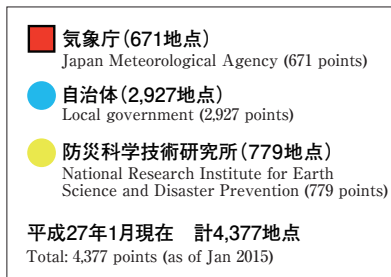 気象庁(671地点)
Japan Meteorological Agency (671 points)
自治体(2,927地点)
Local government (2,927 points)
防災科学技術研究所(779地点)
National Research Institute for Earth
Science and Disaster Prevention (779 points)
平成27年1月現在　計4,377地点
Total: 4,377 points (as of Jan 2015)